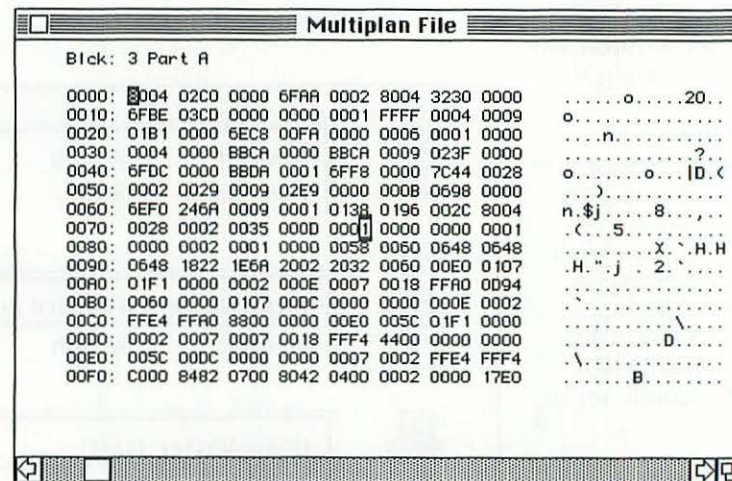 Multiplan File
Blck: 3 Part A
0000: 8004 02C0 0000 6FAA 0002 8004 3230 0000 ......o.....20..
0010: 6FBE 03CD 0000 0000 0001 FFFF 0004 0009 o...............
0020: 01B1 0000 6EC8 00FA 0000 0006 0001 0000 ....n...........
0030: 0004 0000 BBCA 0000 BBCA 0009 023F 0000 .............?..
0040: 6FDC 0000 BBDA 0001 6FF8 0000 7C44 0028 o.......o...|D.(
0050: 0002 0029 0009 02E9 0000 000B 0698 0000 ...)............
0060: 6EF0 246A 0009 0001 0138 0196 002C 8004 n.$j.....8...,..
0070: 0028 0002 0035 000D 0001 0000 0000 0001 .(...5..........
0080: 0000 0002 0001 0000 0058 0060 0648 0648 .........X.`.H.H
0090: 0648 1822 1E6A 2002 2032 0060 00E0 0107 .H.".j . 2.`....
00A0: 01F1 0000 0002 000E 0007 0018 FFA0 0D94 ................
00B0: 0060 0000 0107 00DC 0000 0000 000E 0002 .`..............
00C0: FFE4 FFA0 8800 0000 00E0 005C 01F1 0000 ...........\....
00D0: 0002 0007 0007 0018 FFF4 4400 0000 0000 ..........D.....
00E0: 005C 00DC 0000 0000 0007 0002 FFE4 FFF4 .\..............
00F0: C000 8482 0700 8042 0400 0002 0000 17E0 .......B........